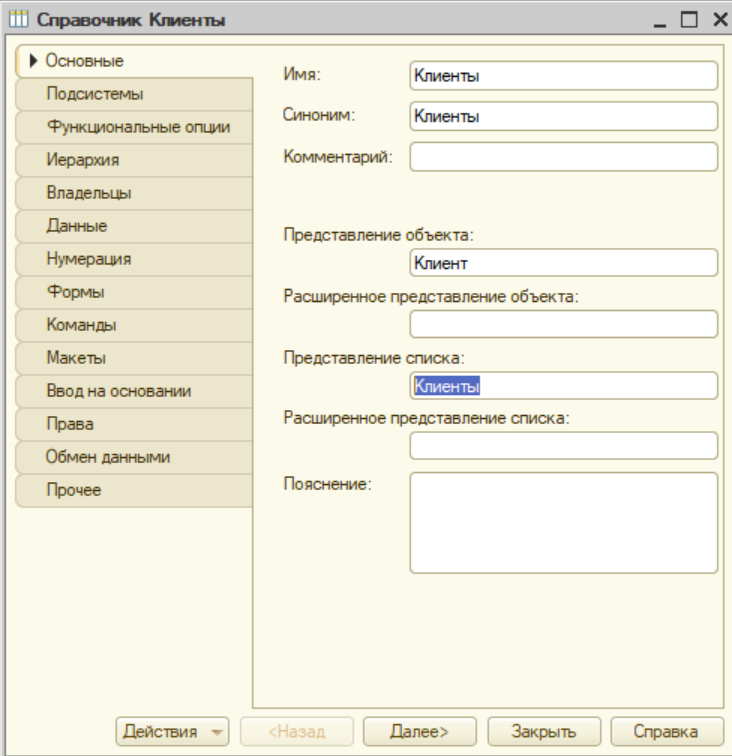 Справочник Клиенты
Основные
Подсистемы
Функциональные опции
Иерархия
Владельцы
Данные
Нумерация
Формы
Команды
Макеты
Ввод на основании
Права
Обмен данными
Прочее
Имя: Клиенты
Синоним: Клиенты
Комментарий:
Представление объекта:
Клиент
Расширенное представление объекта:
Представление списка:
Клиенты
Расширенное представление списка:
Пояснение:
Действия <Назад Далее> Закрыть Справка